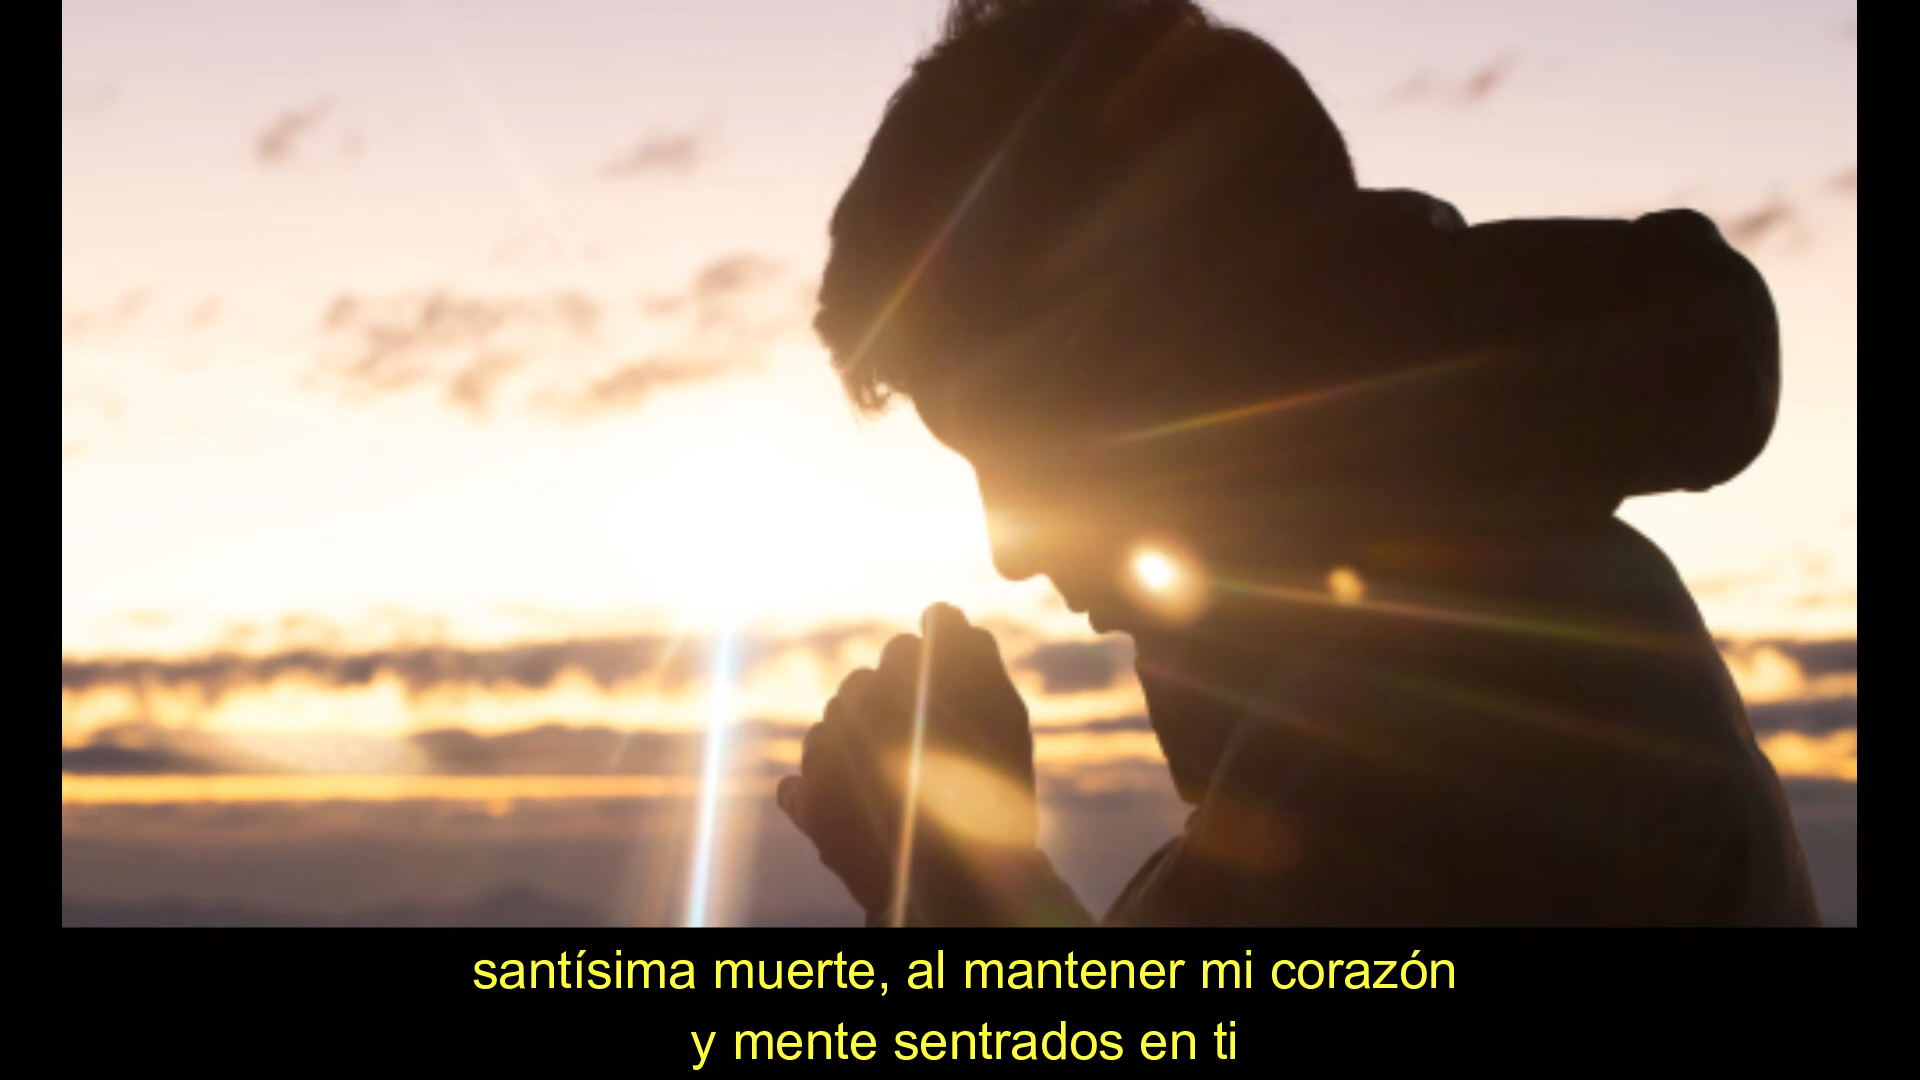 santísima muerte, al mantener mi corazón
y mente sentrados en ti